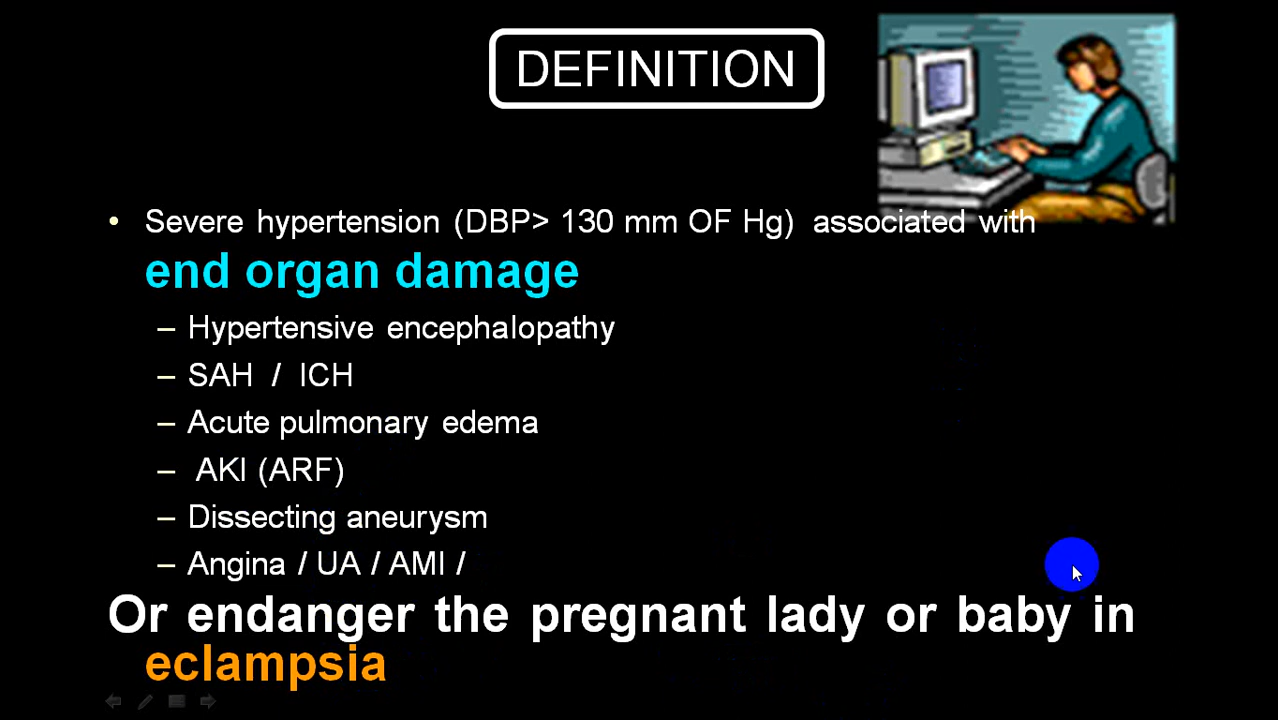 DEFINITION
• Severe hypertension (DBP> 130 mm OF Hg) associated with
end organ damage
– Hypertensive encephalopathy
– SAH / ICH
– Acute pulmonary edema
– AKI (ARF)
– Dissecting aneurysm
– Angina / UA / AMI /
Or endanger the pregnant lady or baby in
eclampsia